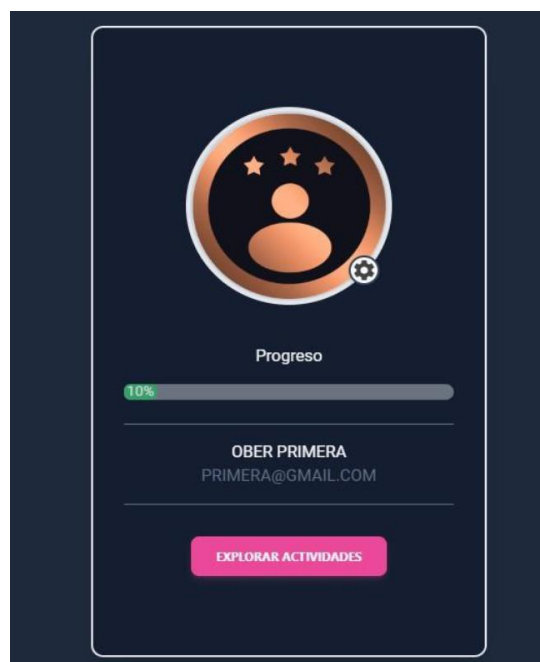 Progreso
10%
OBER PRIMERA
PRIMERA@GMAIL.COM
EXPLORAR ACTIVIDADES